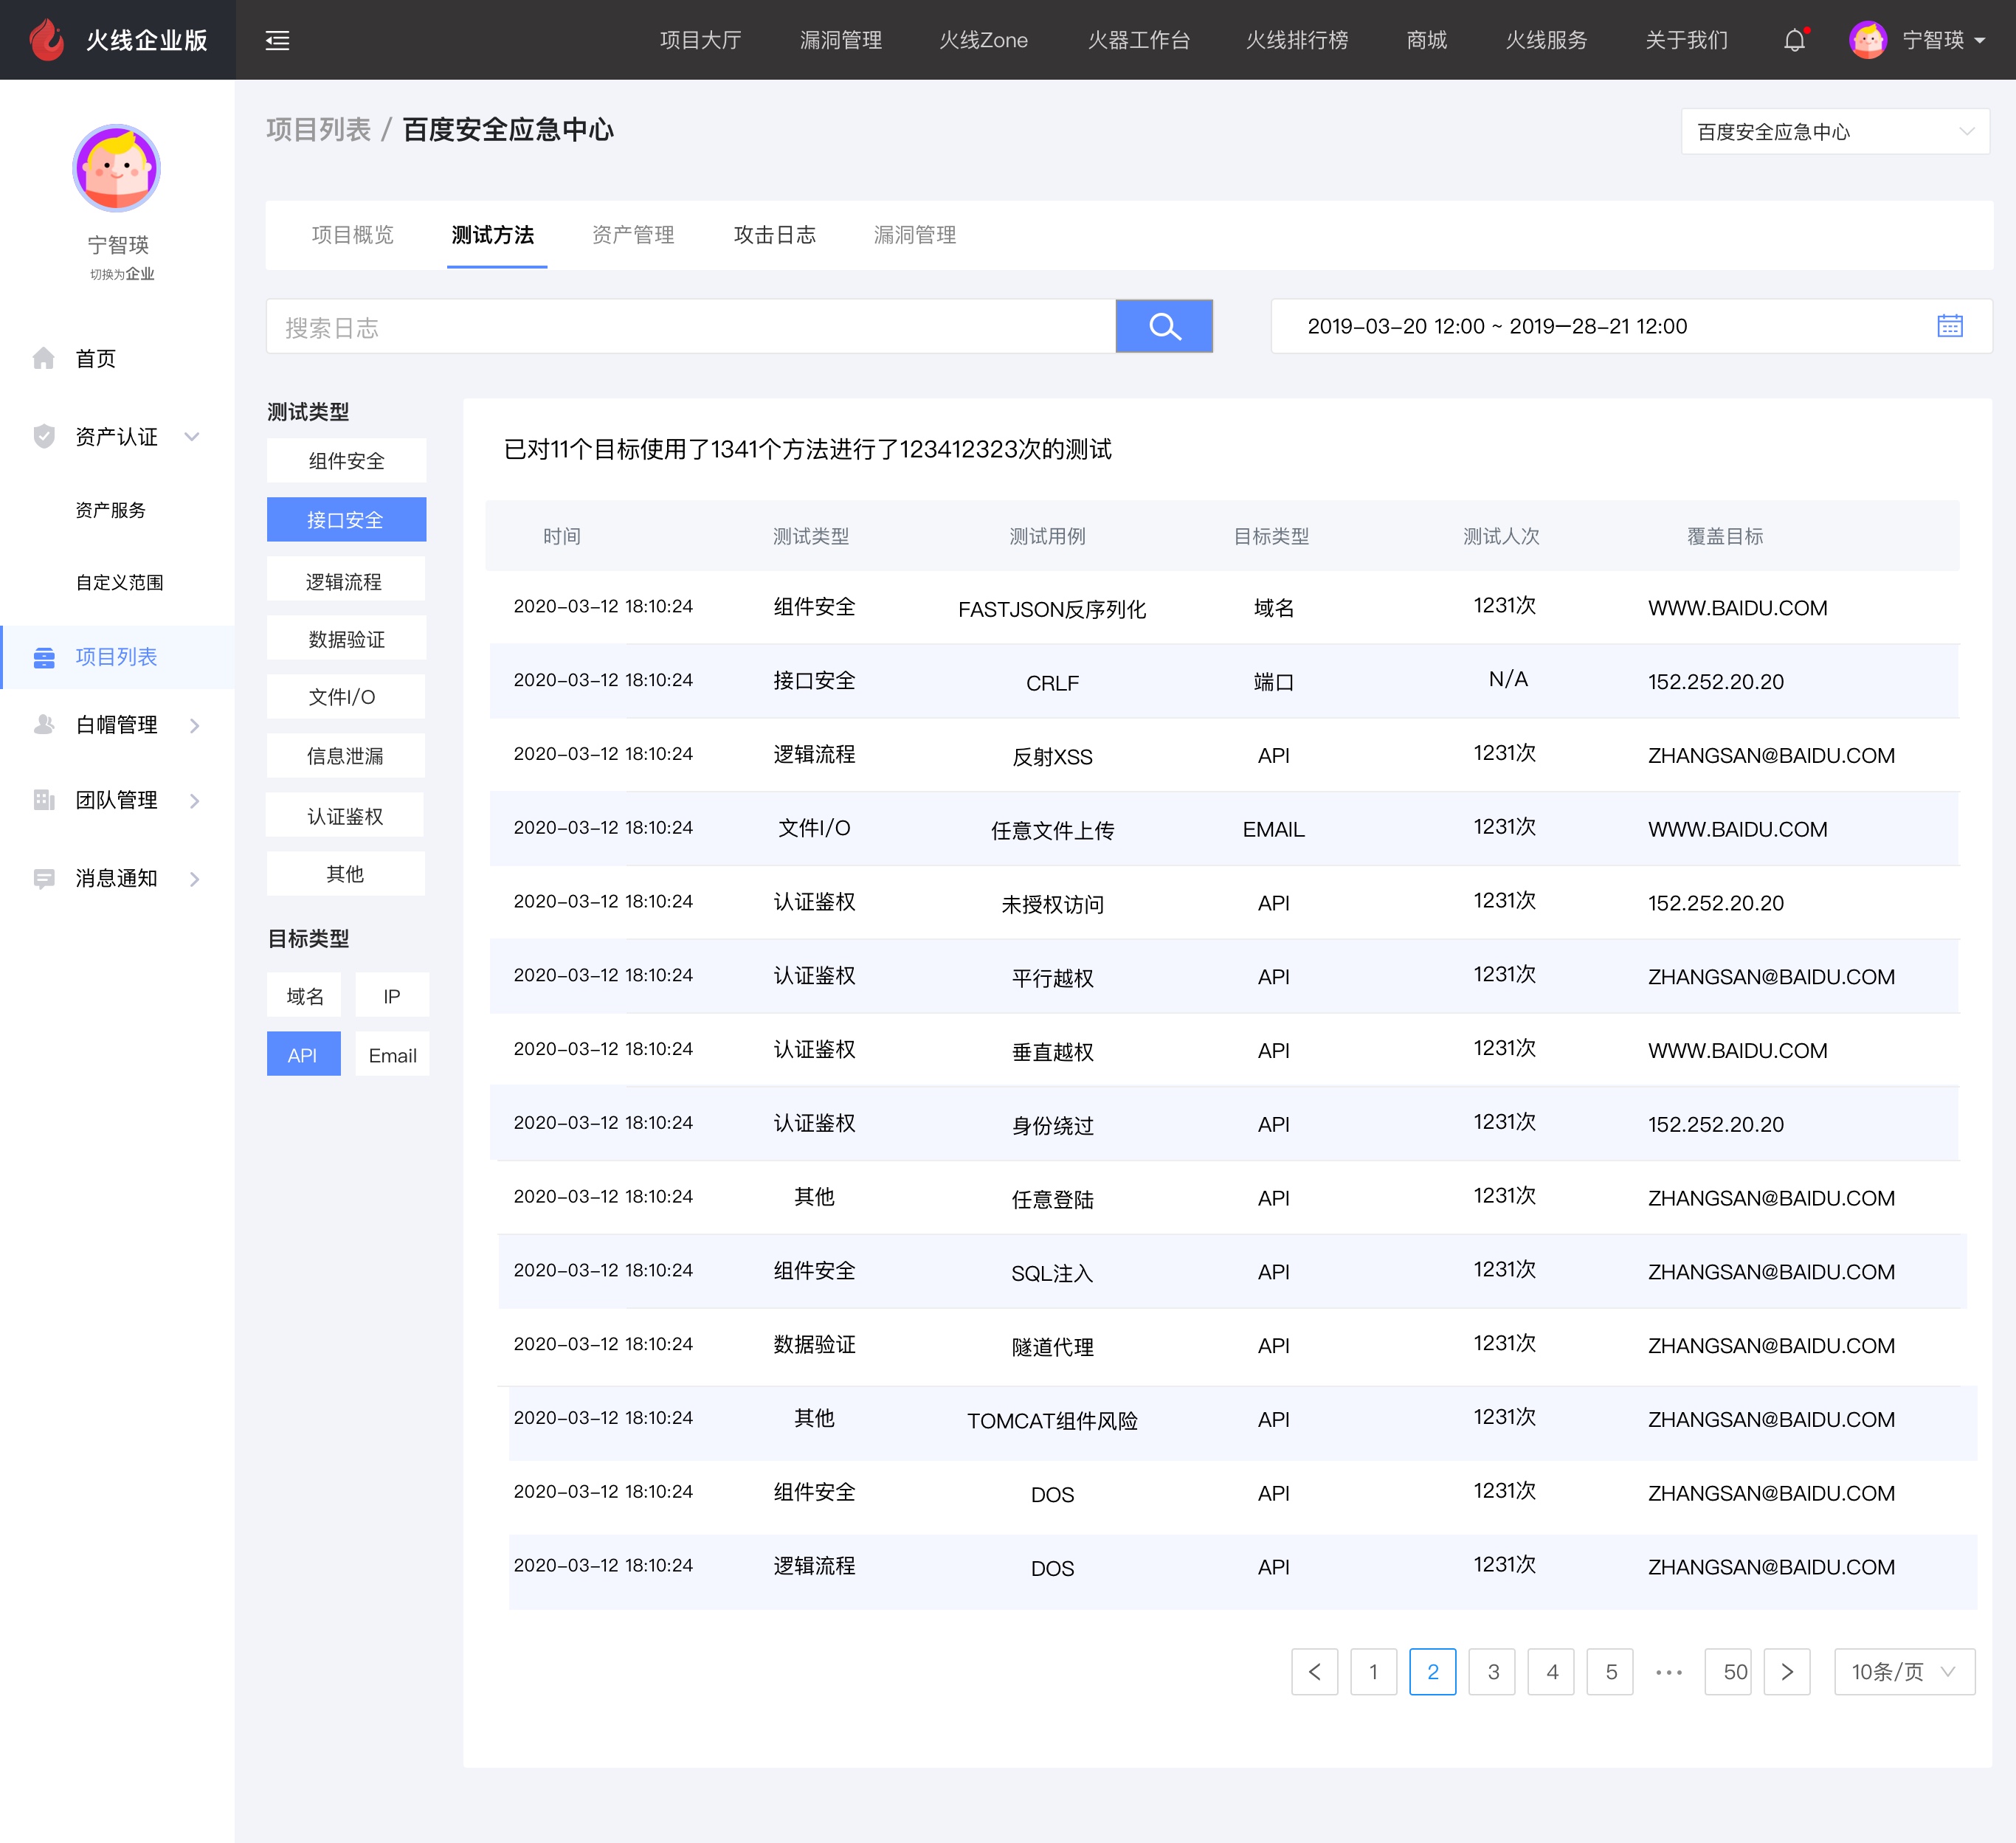 火线企业版
项目大厅 漏洞管理 火线Zone 火器工作台 火线排行榜 商城 火线服务 关于我们 宁智瑛
宁智瑛
切换为企业
首页
资产认证
资产服务
自定义范围
项目列表
白帽管理
团队管理
消息通知
项目列表 / 百度安全应急中心
百度安全应急中心
项目概览 测试方法 资产管理 攻击日志 漏洞管理
搜索日志
2019-03-20 12:00 ~ 2019一28-21 12:00
测试类型
组件安全
接口安全
逻辑流程
数据验证
文件I/O
信息泄漏
认证鉴权
其他
目标类型
域名 IP
API Email
已对11个目标使用了1341个方法进行了123412323次的测试
时间 测试类型 测试用例 目标类型 测试人次 覆盖目标
2020-03-12 18:10:24 组件安全 FASTJSON反序列化 域名 1231次 WWW.BAIDU.COM
2020-03-12 18:10:24 接口安全 CRLF 端口 N/A 152.252.20.20
2020-03-12 18:10:24 逻辑流程 反射XSS API 1231次 ZHANGSAN@BAIDU.COM
2020-03-12 18:10:24 文件I/O 任意文件上传 EMAIL 1231次 WWW.BAIDU.COM
2020-03-12 18:10:24 认证鉴权 未授权访问 API 1231次 152.252.20.20
2020-03-12 18:10:24 认证鉴权 平行越权 API 1231次 ZHANGSAN@BAIDU.COM
2020-03-12 18:10:24 认证鉴权 垂直越权 API 1231次 WWW.BAIDU.COM
2020-03-12 18:10:24 认证鉴权 身份绕过 API 1231次 152.252.20.20
2020-03-12 18:10:24 其他 任意登陆 API 1231次 ZHANGSAN@BAIDU.COM
2020-03-12 18:10:24 组件安全 SQL注入 API 1231次 ZHANGSAN@BAIDU.COM
2020-03-12 18:10:24 数据验证 隧道代理 API 1231次 ZHANGSAN@BAIDU.COM
2020-03-12 18:10:24 其他 TOMCAT组件风险 API 1231次 ZHANGSAN@BAIDU.COM
2020-03-12 18:10:24 组件安全 DOS API 1231次 ZHANGSAN@BAIDU.COM
2020-03-12 18:10:24 逻辑流程 DOS API 1231次 ZHANGSAN@BAIDU.COM
1 2 3 4 5 ••• 50 10条/页